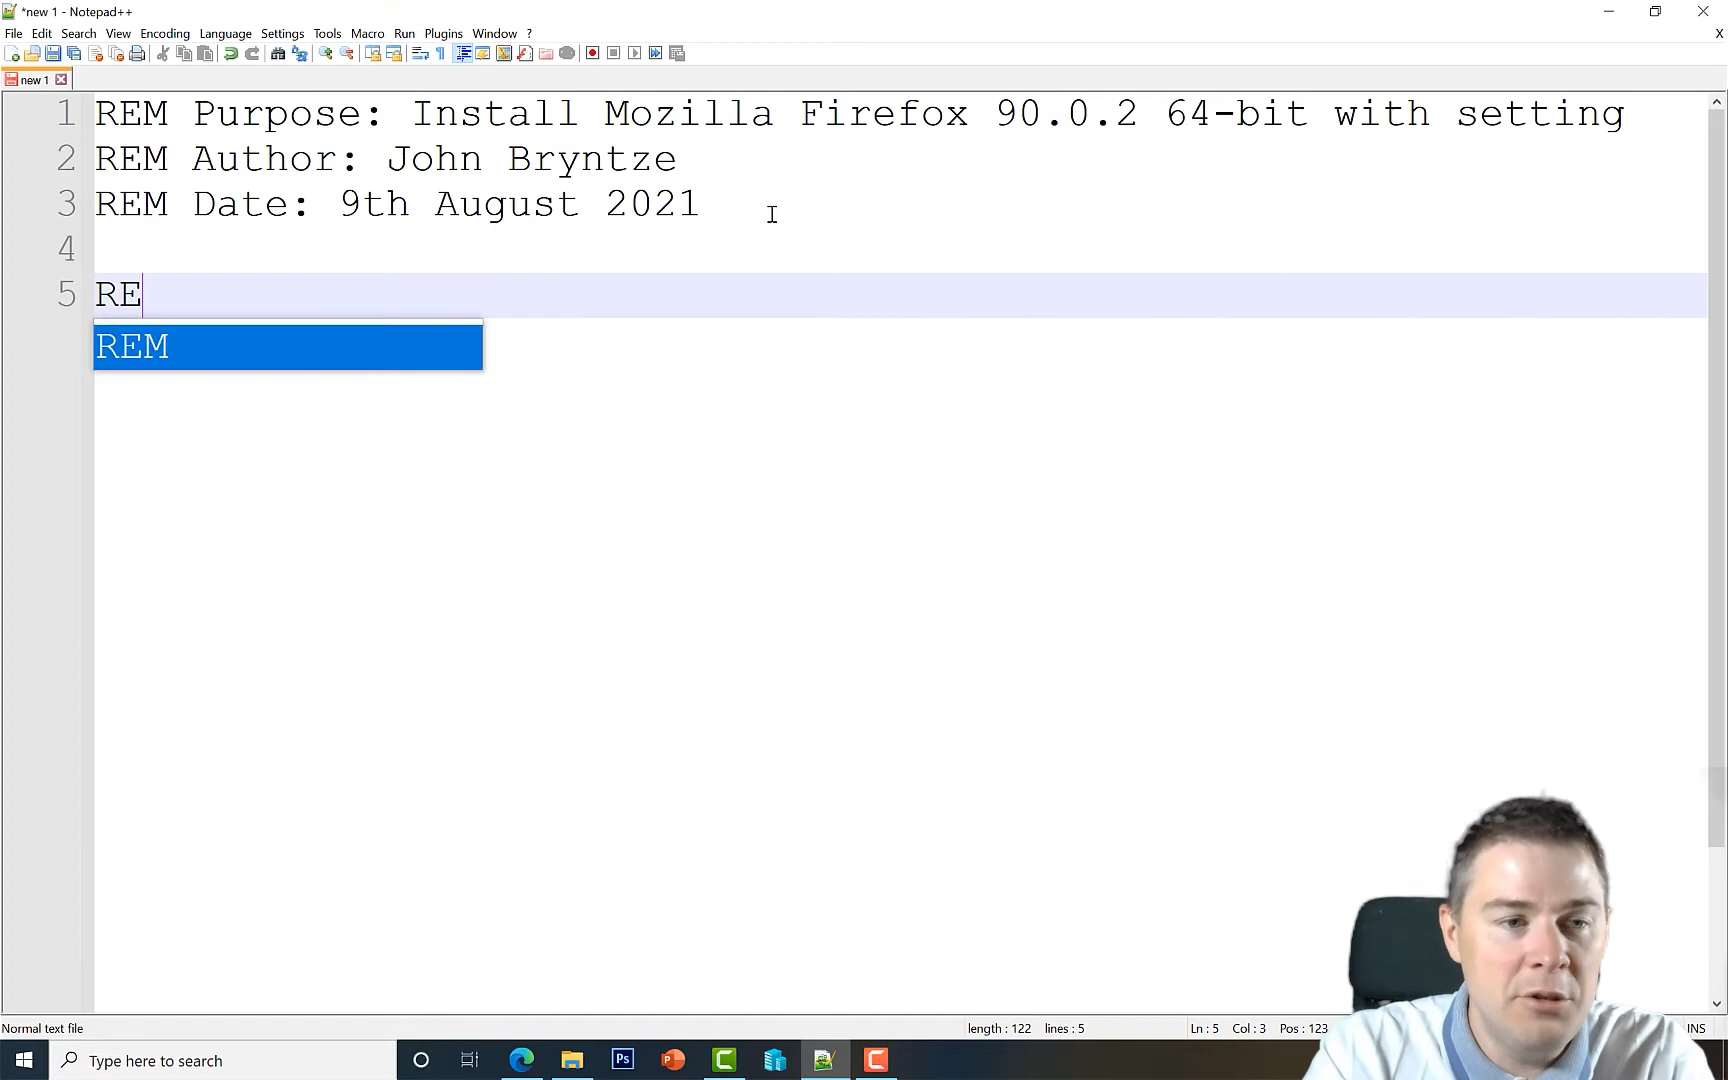 *new 1 - Notepad++
File Edit Search View Encoding Language Settings Tools Macro Run Plugins Window ? X
new 1
1 REM Purpose: Install Mozilla Firefox 90.0.2 64-bit with setting
2 REM Author: John Bryntze
3 REM Date: 9th August 2021
4
5 RE
REM
Normal text file length : 122 lines : 5 Ln : 5 Col : 3 Pos : 123 INS
Type here to search Ps P C C